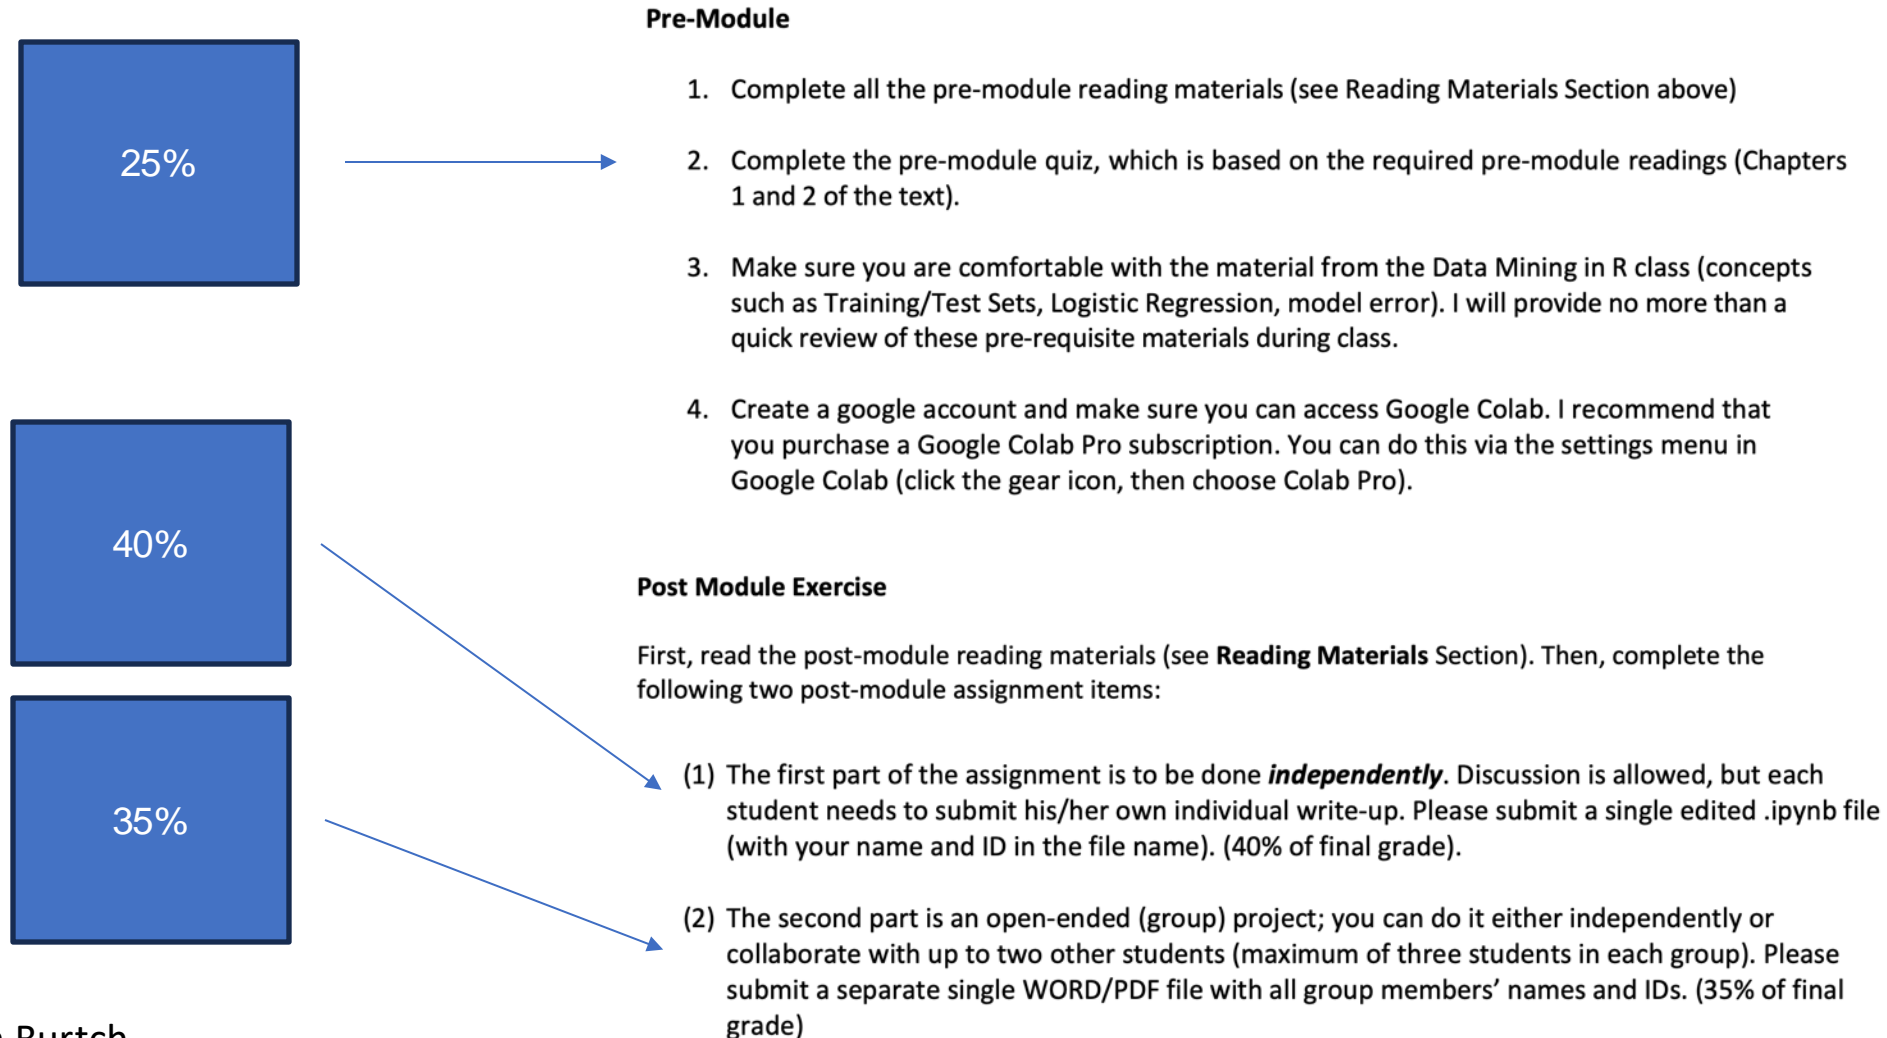 Pre-Module
1. Complete all the pre-module reading materials (see Reading Materials Section above)
25%
2. Complete the pre-module quiz, which is based on the required pre-module readings (Chapters
1 and 2 of the text).
3. Make sure you are comfortable with the material from the Data Mining in R class (concepts
such as Training/Test Sets, Logistic Regression, model error). I will provide no more than a
quick review of these pre-requisite materials during class.
4. Create a google account and make sure you can access Google Colab. I recommend that
you purchase a Google Colab Pro subscription. You can do this via the settings menu in
Google Colab (click the gear icon, then choose Colab Pro).
40%
Post Module Exercise
First, read the post-module reading materials (see Reading Materials Section). Then, complete the
following two post-module assignment items:
(1) The first part of the assignment is to be done independently. Discussion is allowed, but each
student needs to submit his/her own individual write-up. Please submit a single edited .ipynb file
(with your name and ID in the file name). (40% of final grade).
35%
(2) The second part is an open-ended (group) project; you can do it either independently or
collaborate with up to two other students (maximum of three students in each group). Please
submit a separate single WORD/PDF file with all group members' names and IDs. (35% of final
grade)
Burtch